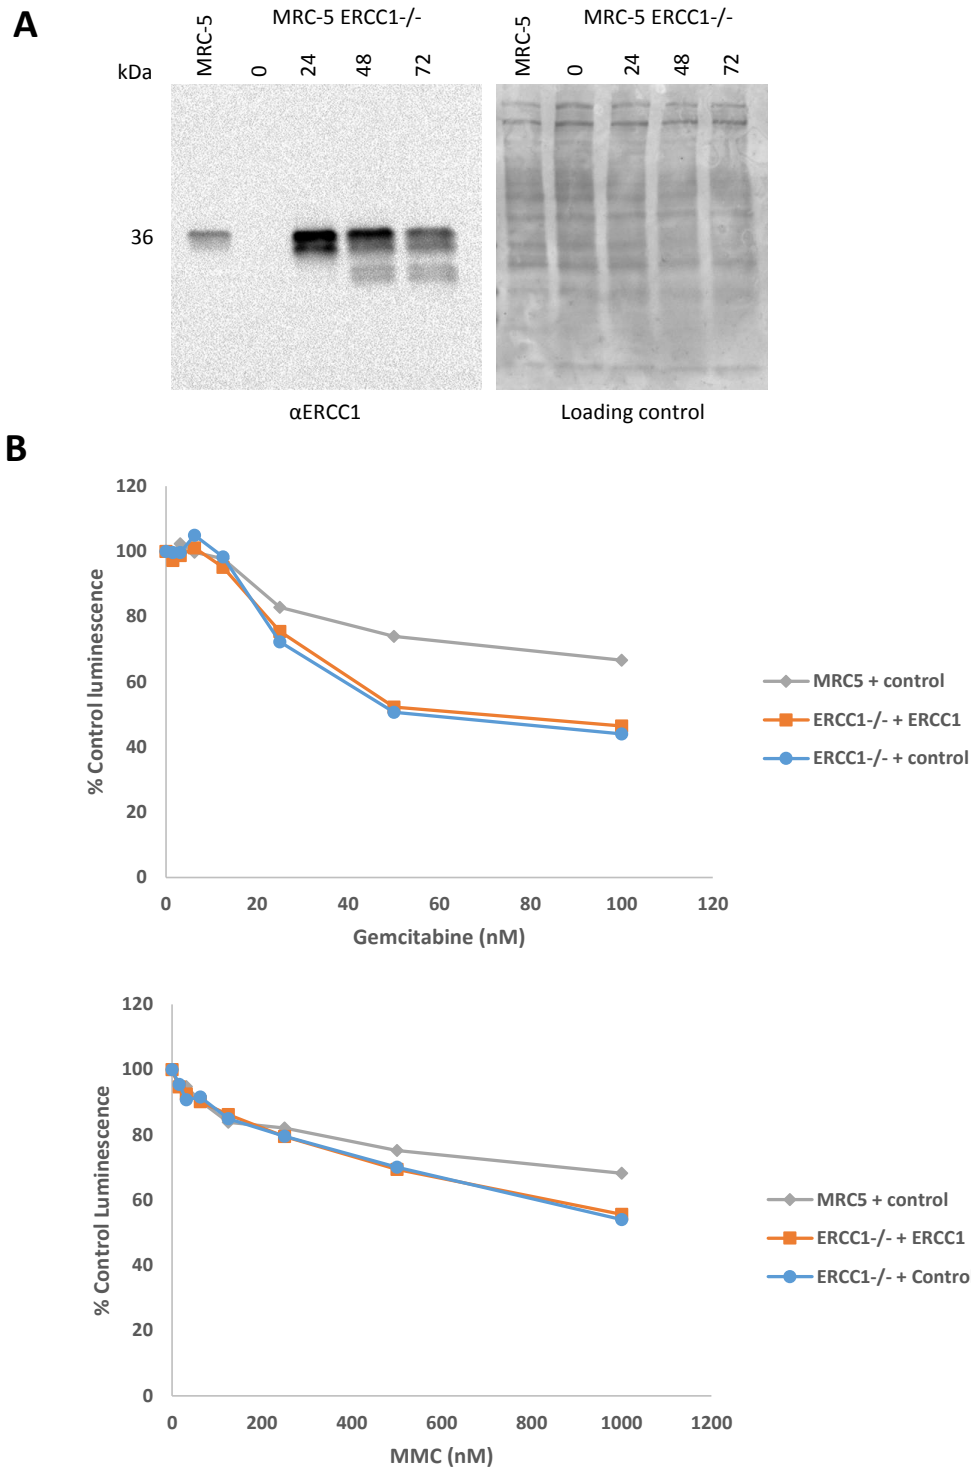 A
MRC-5 ERCC1-/-
MRC-5 ERCC1-/-
kDa
MRC-5
0
24
48
72
MRC-5
0
24
48
72
36
αERCC1
Loading control
B
120
100
80
60
40
20
0
% Control luminescence
0 20 40 60 80 100 120
Gemcitabine (nM)
MRC5 + control
ERCC1-/- + ERCC1
ERCC1-/- + control
120
100
80
60
40
20
0
% Control Luminescence
0 200 400 600 800 1000 1200
MMC (nM)
MRC5 + control
ERCC1-/- + ERCC1
ERCC1-/- + Contro